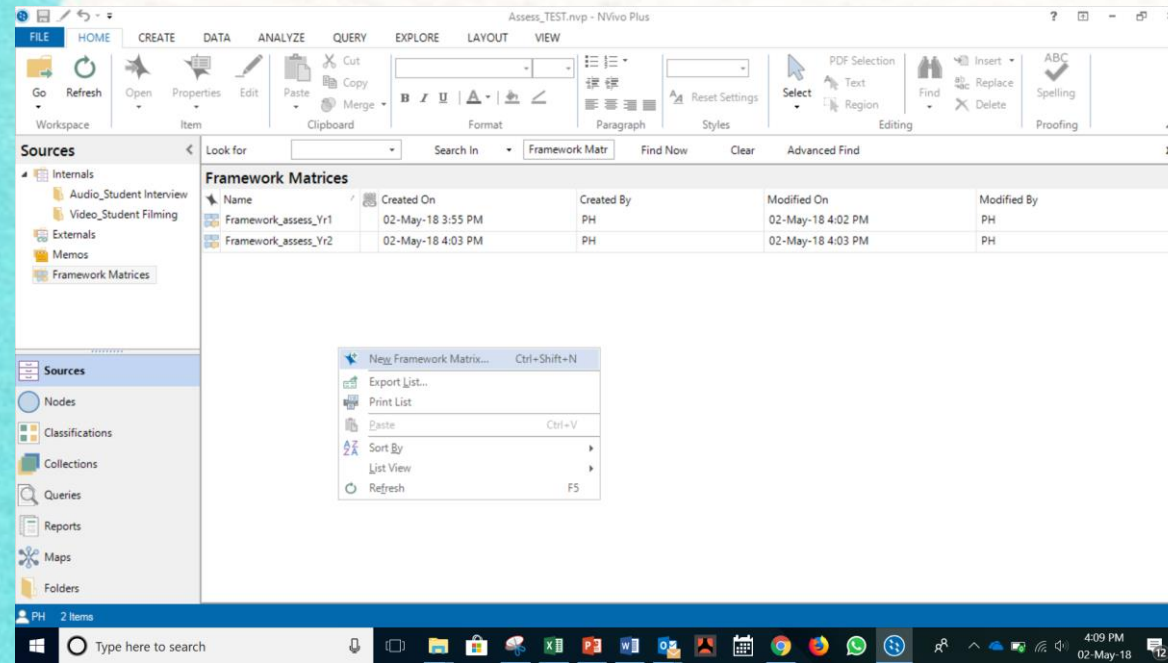 Assess_TEST.nvp - NVivo Plus
FILE HOME CREATE DATA ANALYZE QUERY EXPLORE LAYOUT VIEW
Go Refresh Open Properties Edit Paste
Cut
Copy
Merge
B I U A
Reset Settings
Select
PDF Selection
Text
Region
Find
Insert
Replace
Delete
ABC
Spelling
Workspace Item Clipboard Format Paragraph Styles Editing Proofing
Sources
Look for Search In Framework Matr Find Now Clear Advanced Find
Internals
Audio_Student Interview
Video_Student Filming
Externals
Memos
Framework Matrices
Framework Matrices
Name Created On Created By Modified On Modified By
Framework_assess_Yr1 02-May-18 3:55 PM PH 02-May-18 4:02 PM PH
Framework_assess_Yr2 02-May-18 4:03 PM PH 02-May-18 4:03 PM PH
New Framework Matrix... Ctrl+Shift+N
Export List...
Print List
Paste Ctrl+V
Sort By
List View
Refresh F5
Sources
Nodes
Classifications
Collections
Queries
Reports
Maps
Folders
PH 2 Items
Type here to search
4:09 PM
02-May-18
12